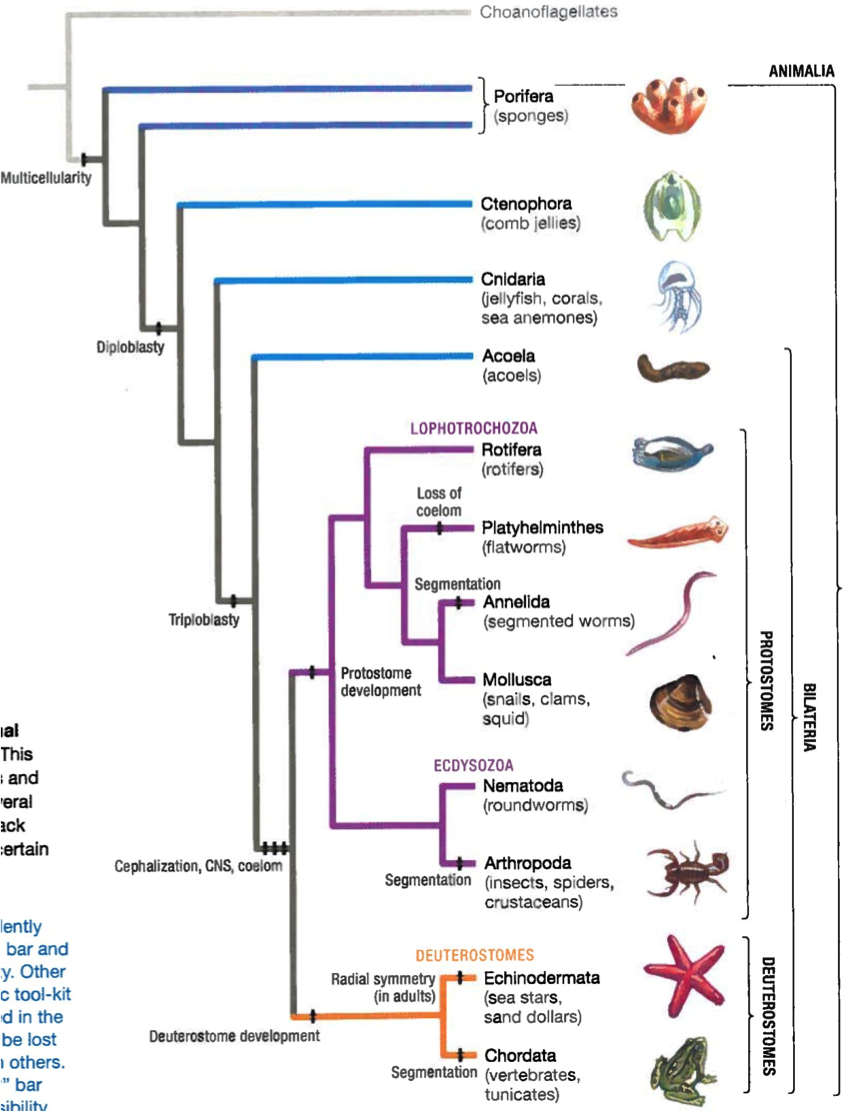 Choanoflagellates
ANIMALIA
Porifera
(sponges)
Multicellularity
Ctenophora
(comb jellies)
Cnidaria
(jellyfish, corals,
sea anemones)
Diploblasty
Acoela
(acoels)
LOPHOTROCHOZOA
Rotifera
(rotifers)
Loss of
coelom
Platyhelminthes
(flatworms)
Segmentation
Annelida
(segmented worms)
Triploblasty
Protostome
development
Mollusca
(snails, clams,
squid)
PROTOSTOMES
BILATERIA
This
and
ECDYSOZOA
Nematoda
(roundworms)
Cephalization, CNS, coelom
Arthropoda
(insects, spiders,
crustaceans)
Segmentation
bar and
Other
tool-kit
in the
be lost
others.
bar
DEUTEROSTOMES
Radial symmetry
(in adults)
Echinodermata
(sea stars,
sand dollars)
Deuterostome development
DEUTEROSTOMES
Chordata
(vertebrates,
tunicates)
Segmentation